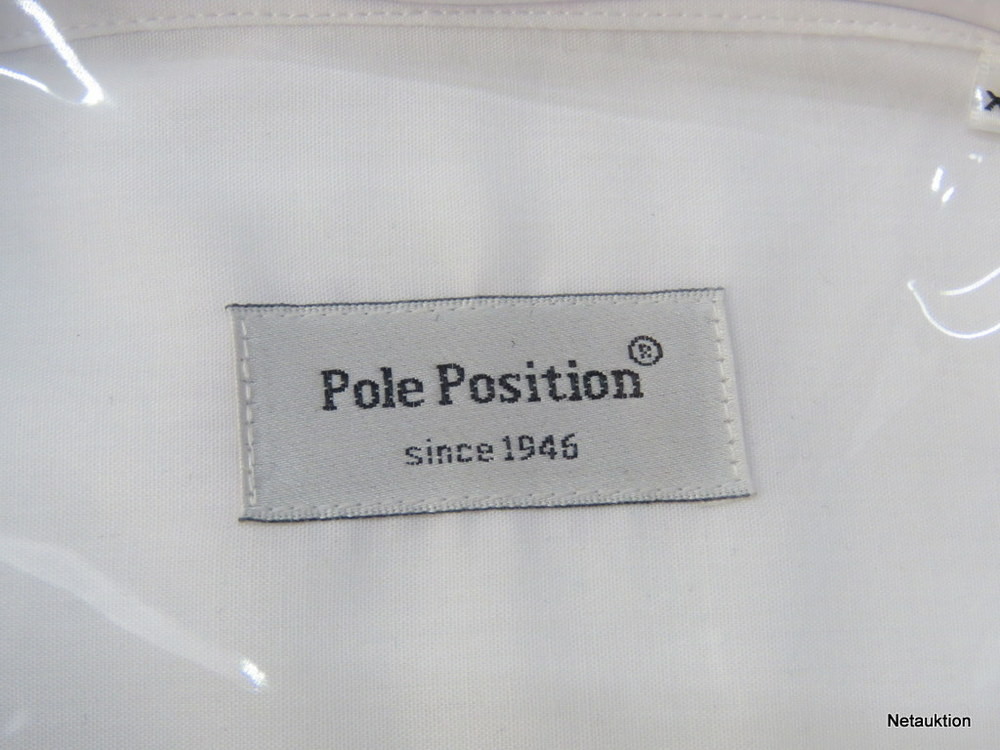 Pole Position®
since 1946
Netauktion